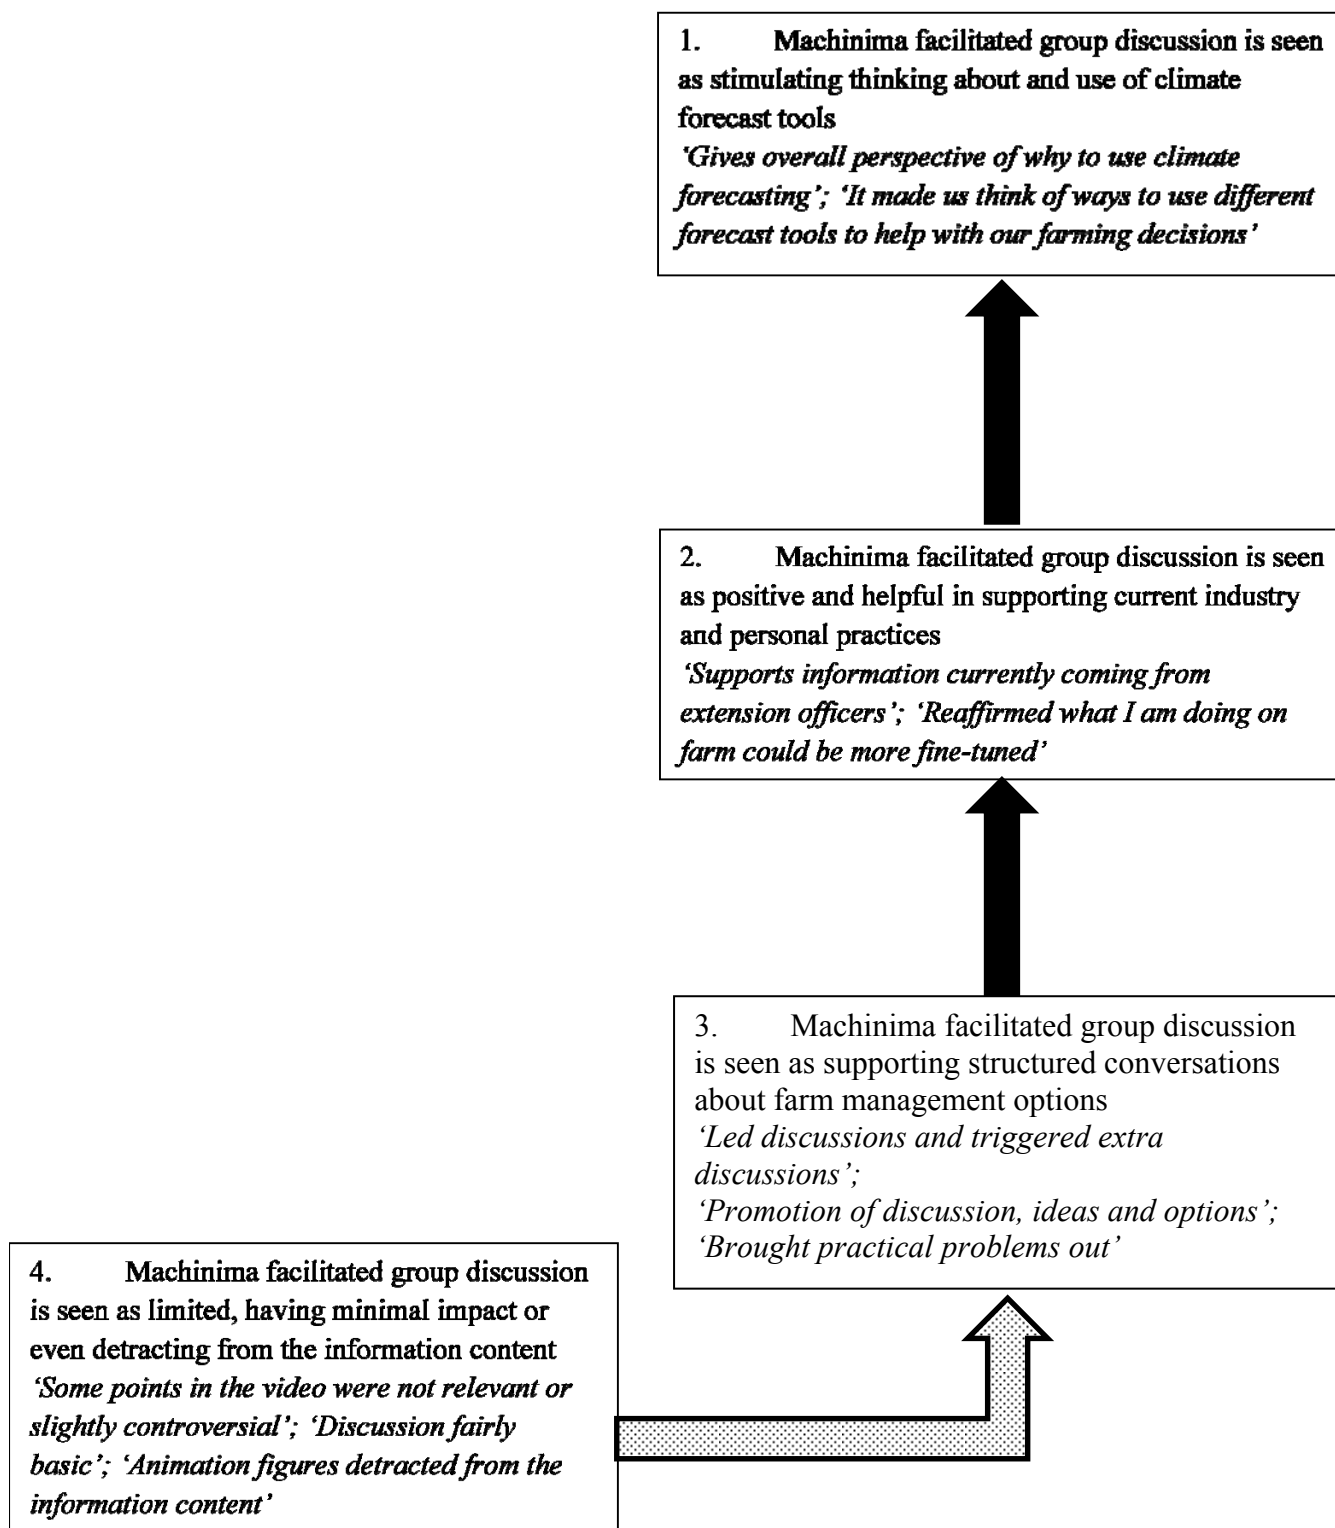 1. Machinima facilitated group discussion is seen
as stimulating thinking about and use of climate
forecast tools
‘Gives overall perspective of why to use climate
forecasting’; ‘It made us think of ways to use different
forecast tools to help with our farming decisions’
2. Machinima facilitated group discussion is seen
as positive and helpful in supporting current industry
and personal practices
‘Supports information currently coming from
extension officers’; ‘Reaffirmed what I am doing on
farm could be more fine-tuned’
3. Machinima facilitated group discussion
is seen as supporting structured conversations
about farm management options
‘Led discussions and triggered extra
discussions’;
‘Promotion of discussion, ideas and options’;
‘Brought practical problems out’
4. Machinima facilitated group discussion
is seen as limited, having minimal impact or
even detracting from the information content
‘Some points in the video were not relevant or
slightly controversial’; ‘Discussion fairly
basic’; ‘Animation figures detracted from the
information content’